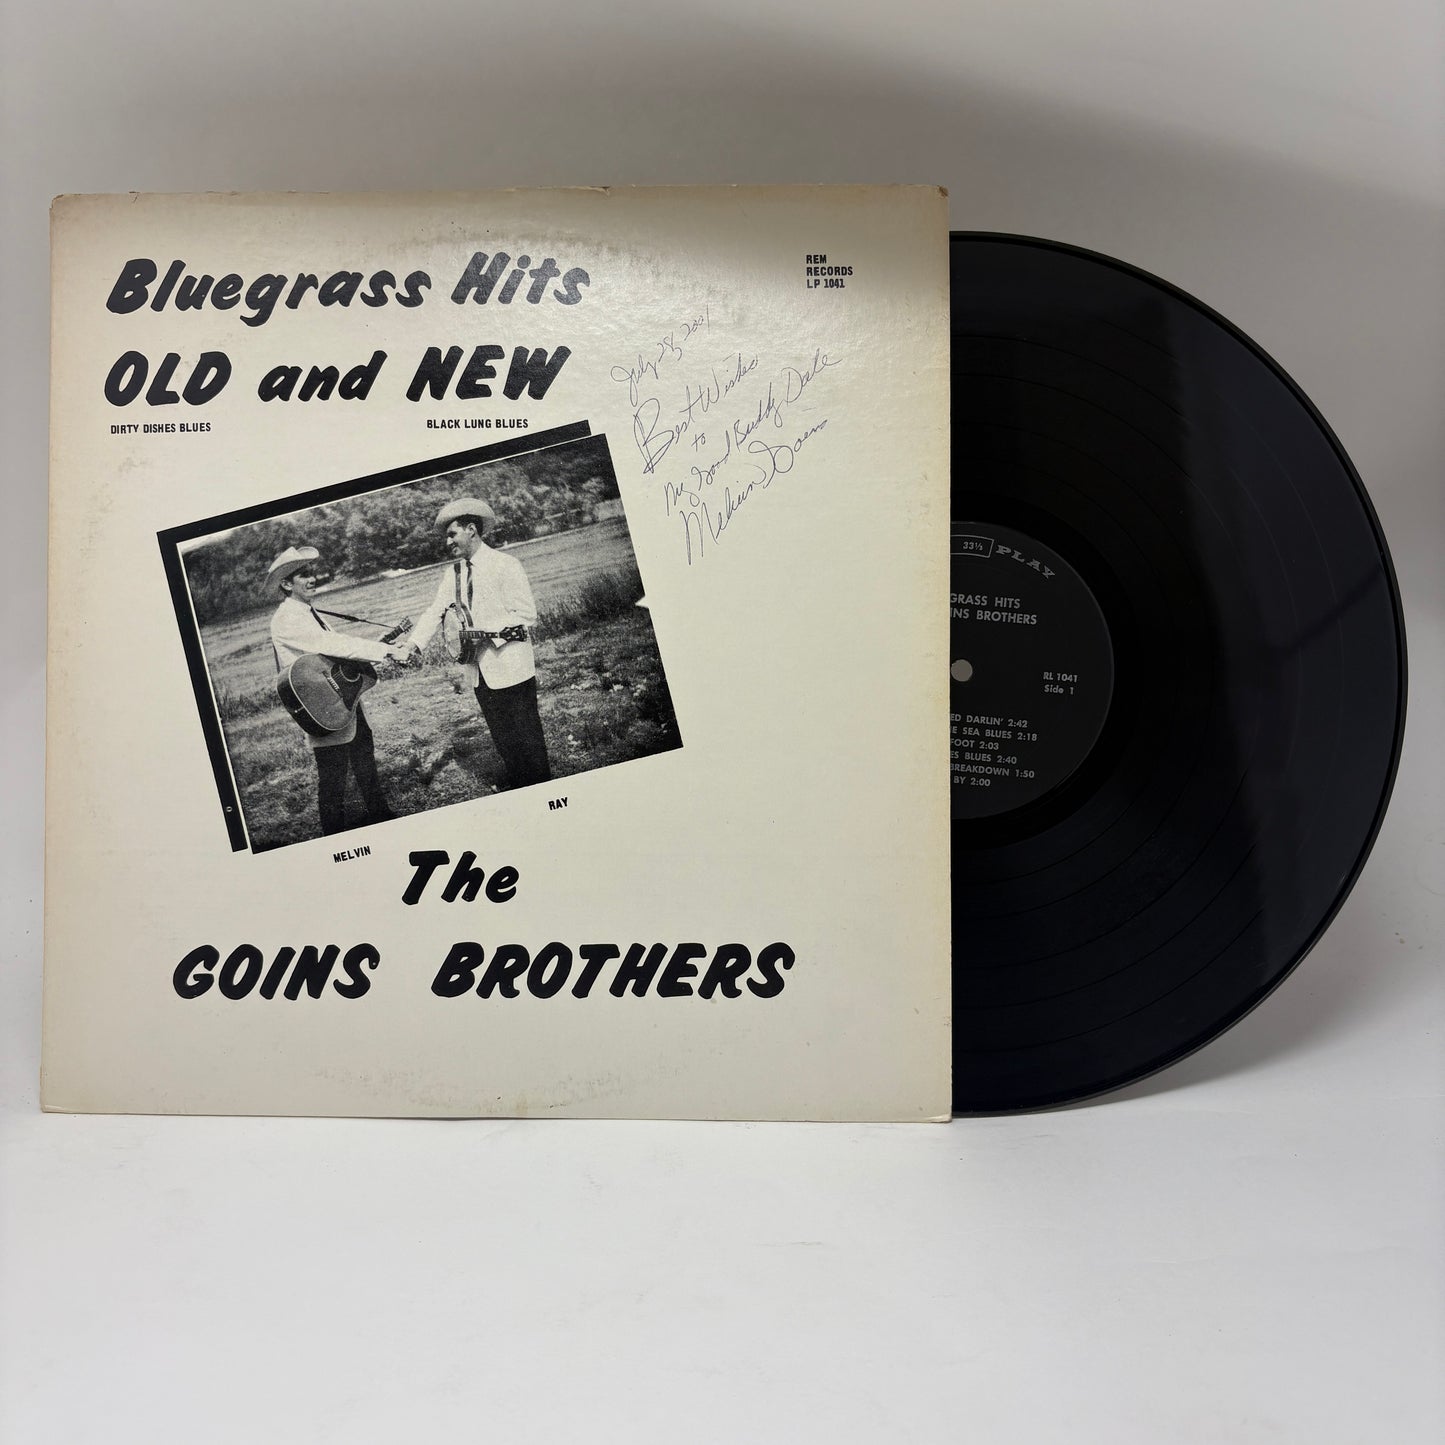 Bluegrass Hits
OLD and NEW
DIRTY DISHES BLUES
BLACK LUNG BLUES
REM
RECORDS
LP 1041
July 28, 2001
Best Wishes
to
My Good Buddy Dale
Melvin Goins
MELVIN
RAY
The
GOINS BROTHERS
33⅓ PLAY
GRASS HITS
INS BROTHERS
RL 1041
Side 1
ED DARLIN' 2:42
E SEA BLUES 2:18
FOOT 2:03
ES BLUES 2:40
BREAKDOWN 1:50
BY 2:00